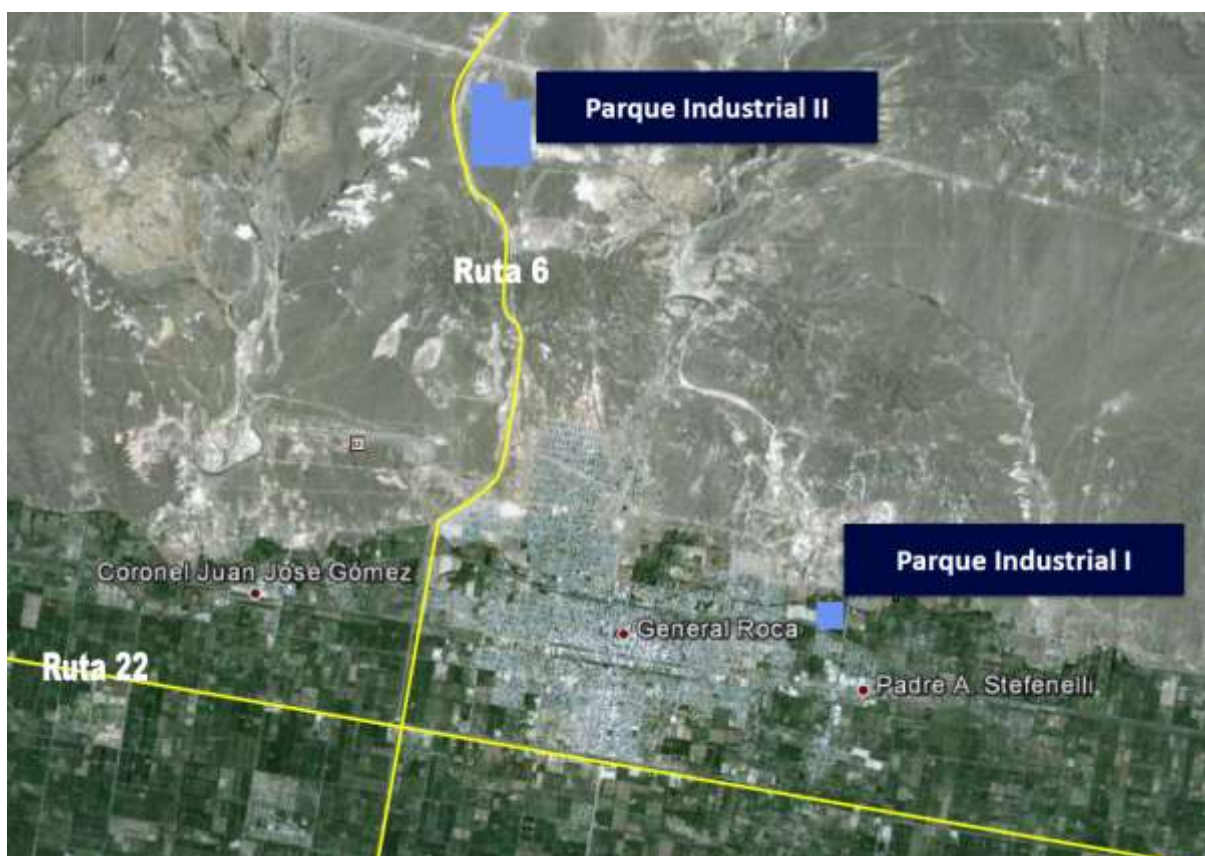 Parque Industrial II
Ruta 6
Parque Industrial I
Coronel Juan José Gómez
General Roca
Ruta 22
Padre A. Stefenelli